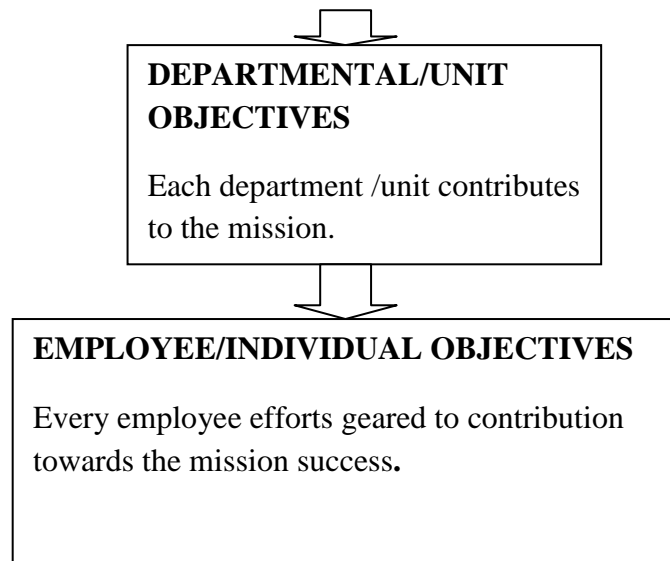 DEPARTMENTAL/UNIT
OBJECTIVES
Each department /unit contributes
to the mission.
EMPLOYEE/INDIVIDUAL OBJECTIVES
Every employee efforts geared to contribution
towards the mission success.